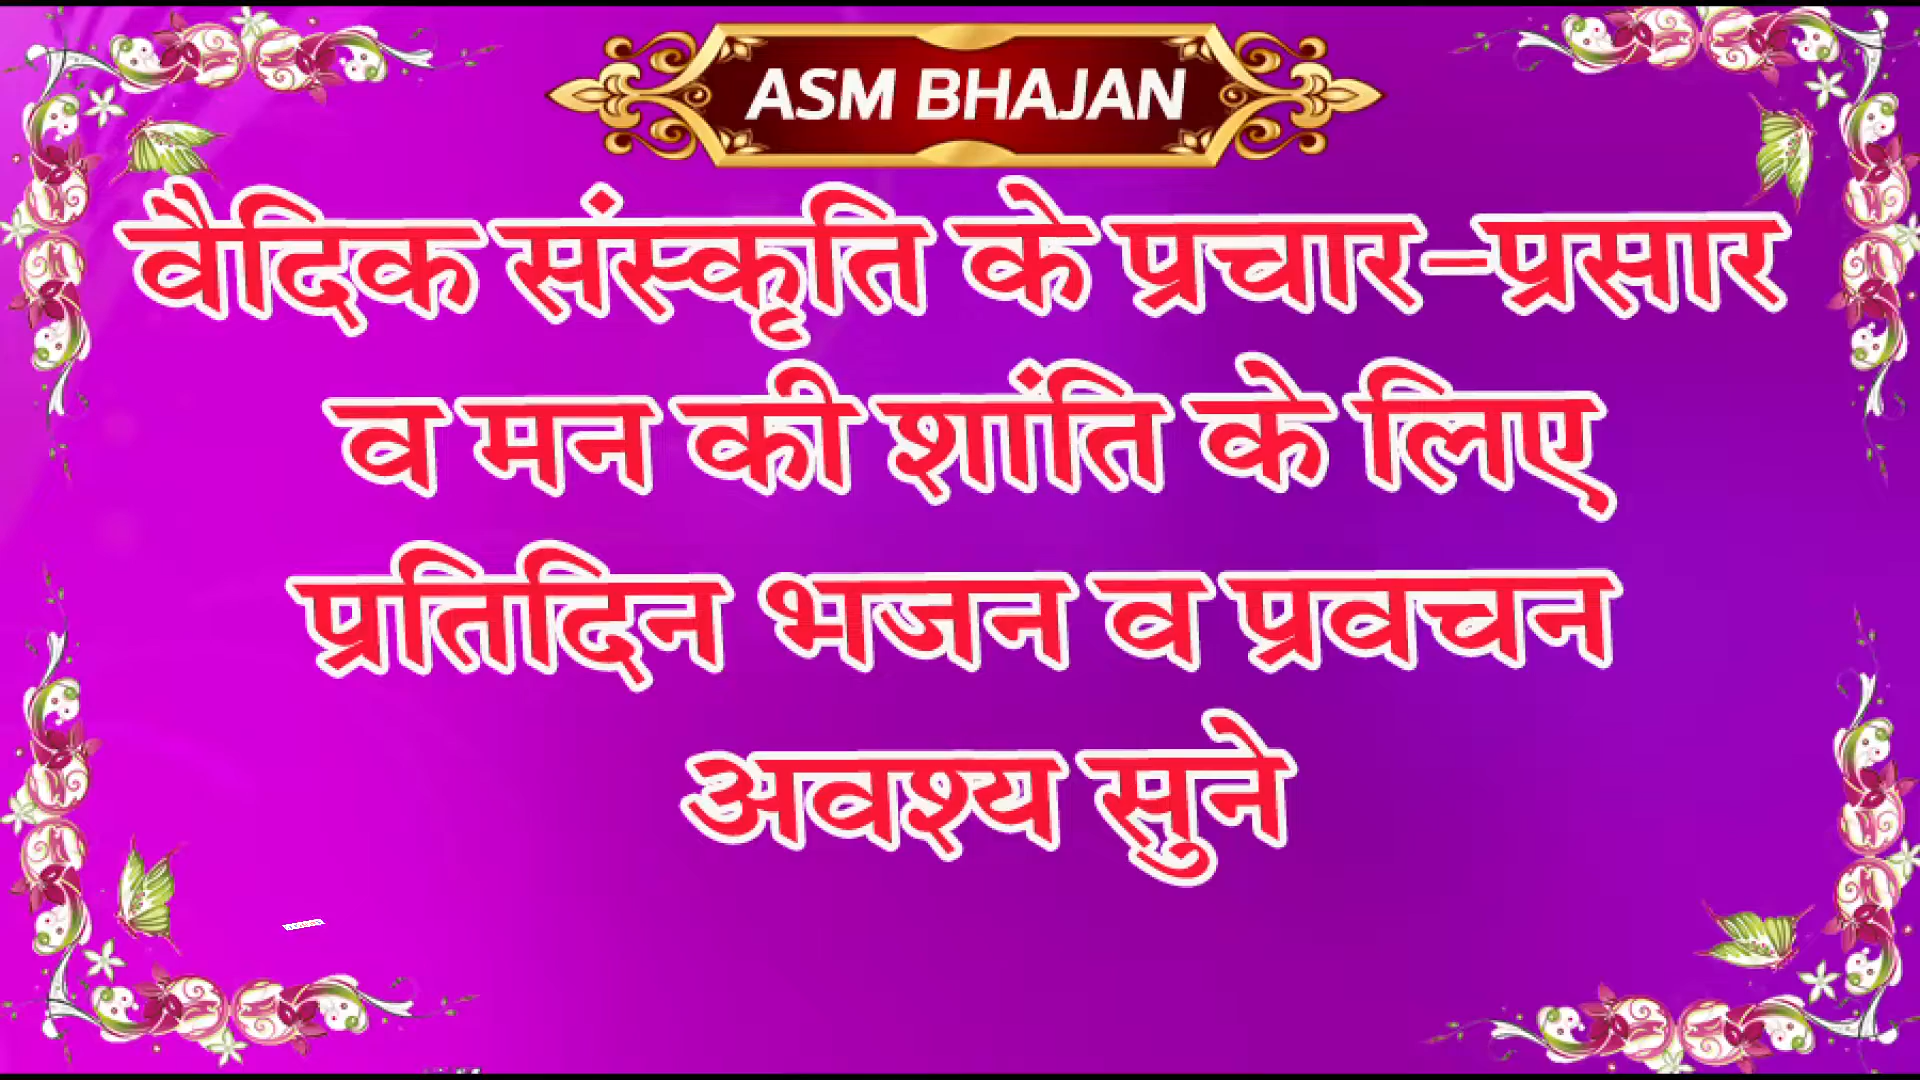 ASM BHAJAN
वैदिक संस्कृति के प्रचार-प्रसार
व मन की शांति के लिए
प्रतिदिन भजन व प्रवचन
अवश्य सुने